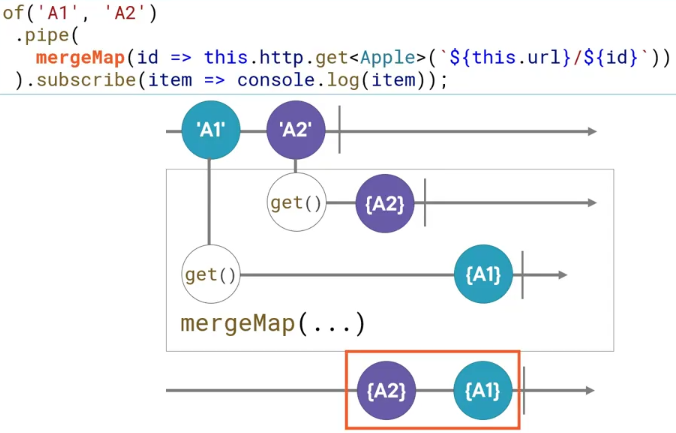 of('A1', 'A2')
.pipe(
mergeMap(id => this.http.get<Apple>(`${this.url}/${id}`))
).subscribe(item => console.log(item));
'A1' 'A2'
get() {A2}
get() {A1}
mergeMap(...)
{A2} {A1}